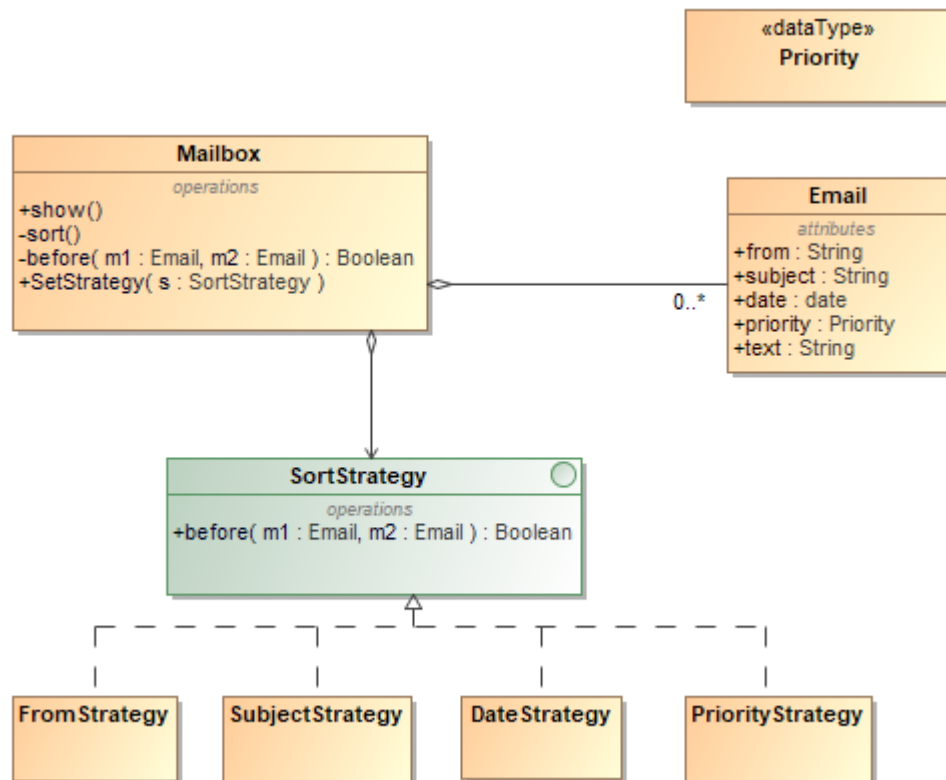 «dataType»
Priority
Mailbox
operations
+show()
-sort()
-before( m1 : Email, m2 : Email ) : Boolean
+SetStrategy( s : SortStrategy )
Email
attributes
+from : String
+subject : String
+date : date
+priority : Priority
+text : String
0..*
SortStrategy
operations
+before( m1 : Email, m2 : Email ) : Boolean
FromStrategy
SubjectStrategy
DateStrategy
PriorityStrategy